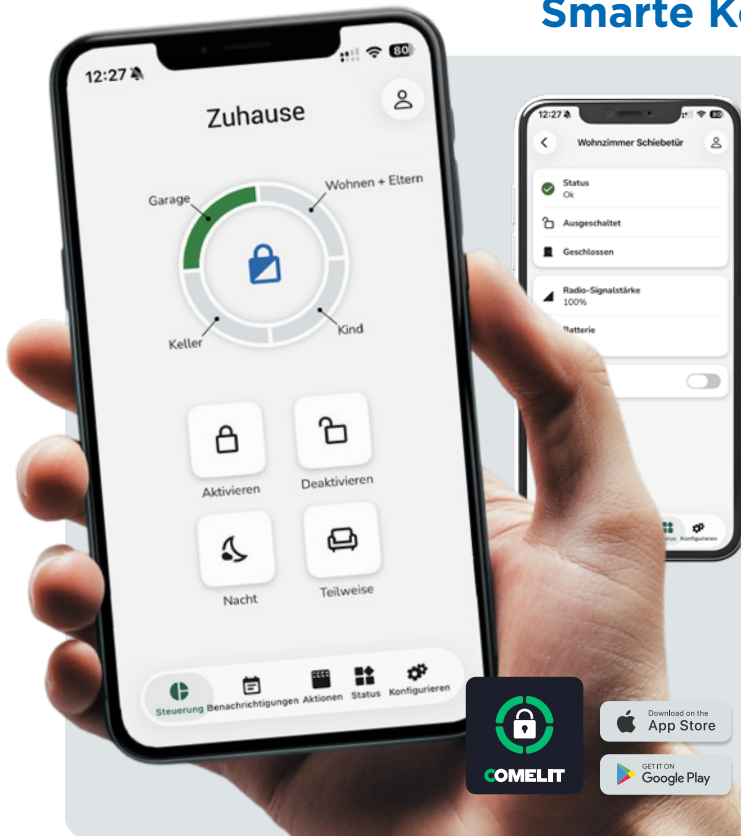 Smarte
12:27
80
Zuhause
Garage
Wohnen + Eltern
Keller
Kind
Aktivieren
Deaktivieren
Nacht
Teilweise
Steuerung Benachrichtigungen Aktionen Status Konfigurieren
12:27
80
Wohnzimmer Schiebetür
Status
Ok
Ausgeschaltet
Geschlossen
Radio-Signalstärke
100%
Batterie
Konfigurieren
COMELIT
Download on the
App Store
GET IT ON
Google Play